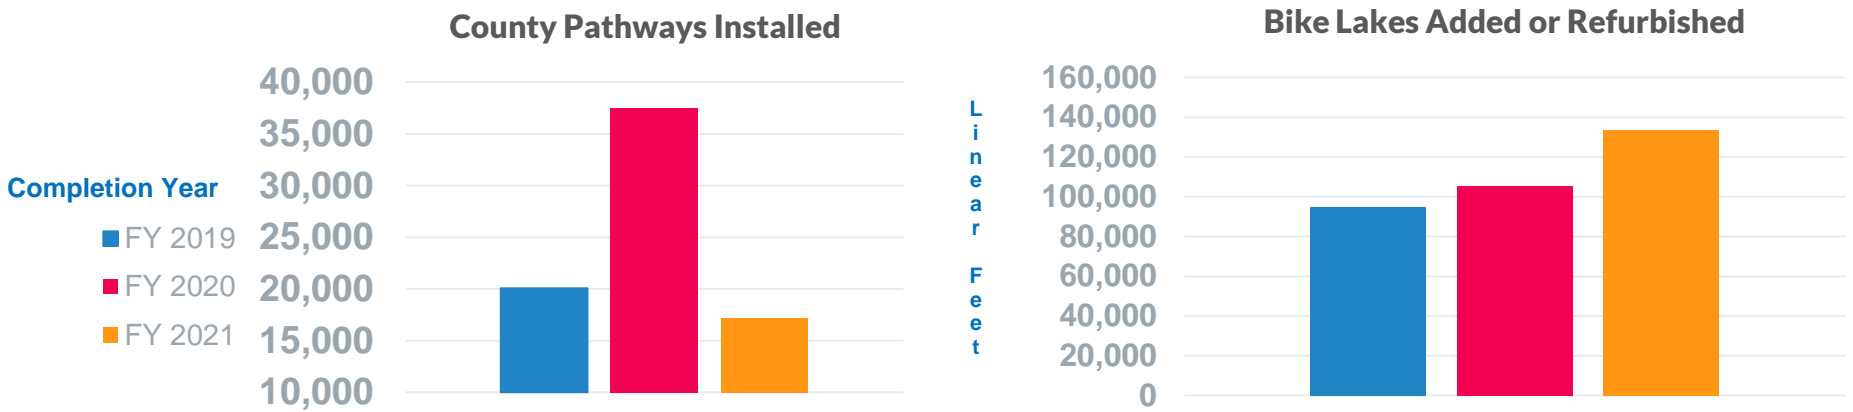 County Pathways Installed
40,000
35,000
30,000
25,000
20,000
15,000
10,000
Completion Year
FY 2019
FY 2020
FY 2021
Bike Lakes Added or Refurbished
Linear Feet
160,000
140,000
120,000
100,000
80,000
60,000
40,000
20,000
0